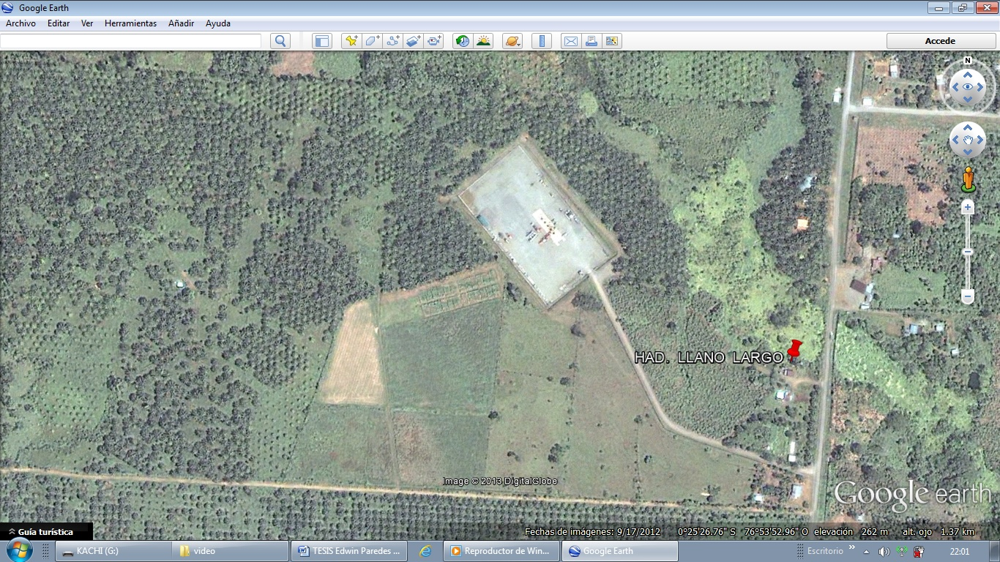 Google Earth
Archivo Editar Ver Herramientas Añadir Ayuda
Accede
N
HAD. LLANO LARGO
Image © 2013 DigitalGlobe
Google earth
Guía turística
Fechas de imágenes: 9/17/2012 0°25'26.76" S 76°53'52.96" O elevación 262 m alt. ojo 1.37 km
KACHI (G:) video TESIS Edwin Paredes ... Reproductor de Win... Google Earth Escritorio » 22:01